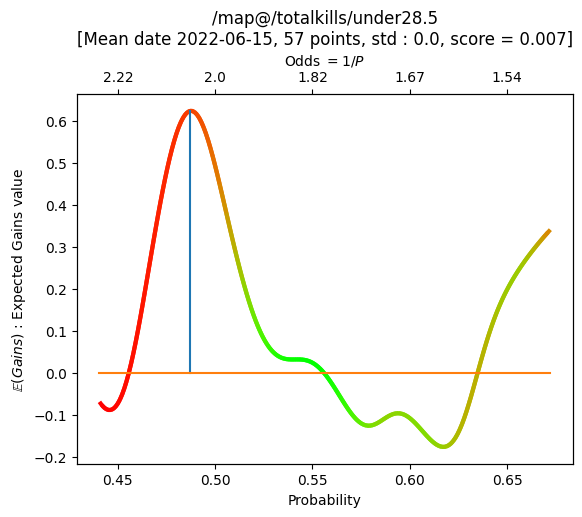 /map@/totalkills/under28.5
[Mean date 2022-06-15, 57 points, std : 0.0, score = 0.007]
Odds = 1/P
2.22 2.0 1.82 1.67 1.54
0.6
0.5
0.4
0.3
0.2
0.1
0.0
−0.1
−0.2
𝔼(Gains) : Expected Gains value
0.45 0.50 0.55 0.60 0.65
Probability